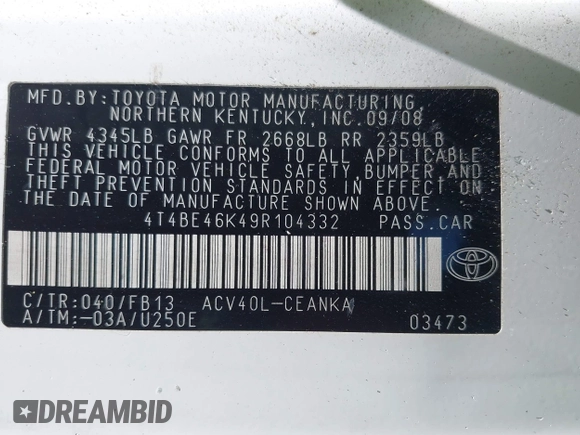 MFD. BY: TOYOTA MOTOR MANUFACTURING,
NORTHERN KENTUCKY, INC. 09/08
GVWR 4345LB GAWR FR 2668LB RR 2359LB
THIS VEHICLE CONFORMS TO ALL APPLICABLE
FEDERAL MOTOR VEHICLE SAFETY, BUMPER, AND
THEFT PREVENTION STANDARDS IN EFFECT ON
THE DATE OF MANUFACTURE SHOWN ABOVE.
4T4BE46K49R104332 PASS. CAR
C/TR: 040/FB13 ACV40L-CEANKA
A/TM: -03A/U250E 03473
DREAMBID